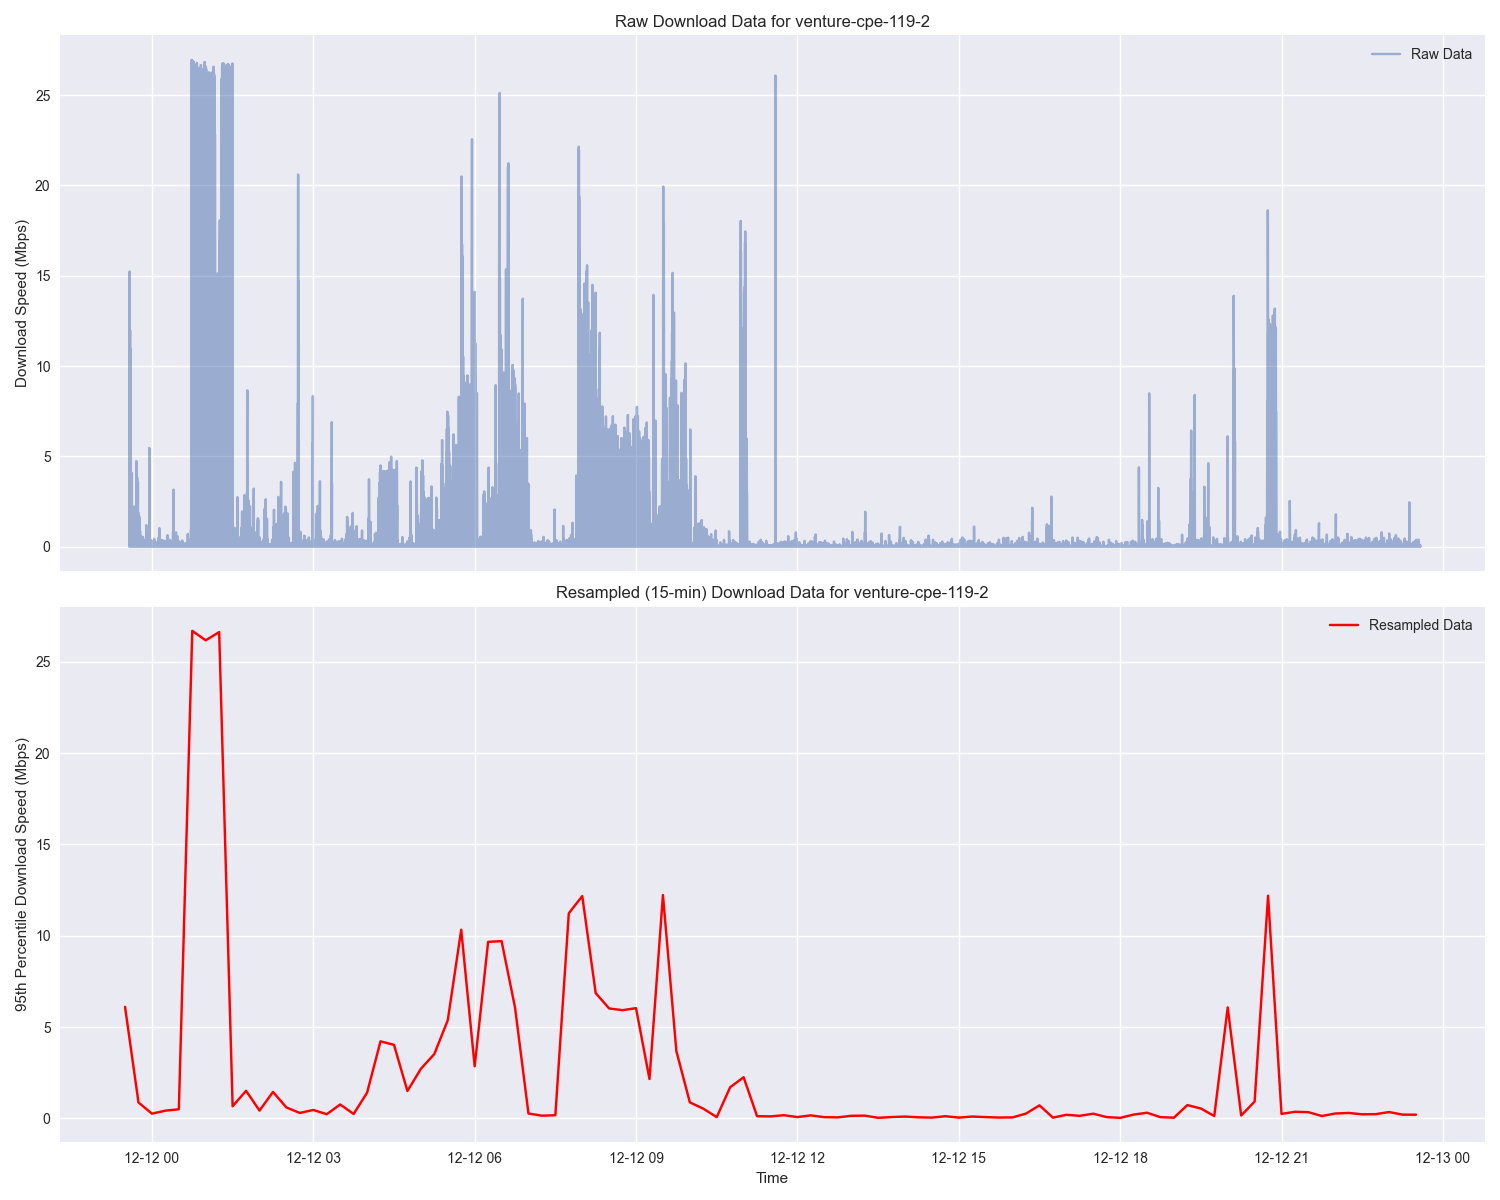 Raw Download Data for venture-cpe-119-2
Raw Data
Download Speed (Mbps)
25
20
15
10
5
0
Resampled (15-min) Download Data for venture-cpe-119-2
Resampled Data
95th Percentile Download Speed (Mbps)
25
20
15
10
5
0
12-12 00 12-12 03 12-12 06 12-12 09 12-12 12 12-12 15 12-12 18 12-12 21 12-13 00
Time